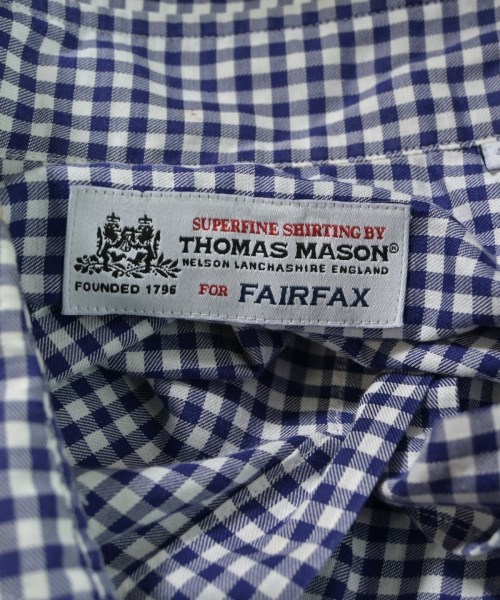 SUPERFINE SHIRTING BY
THOMAS MASON®
NELSON LANCHASHIRE ENGLAND
FOUNDED 1796
FOR FAIRFAX